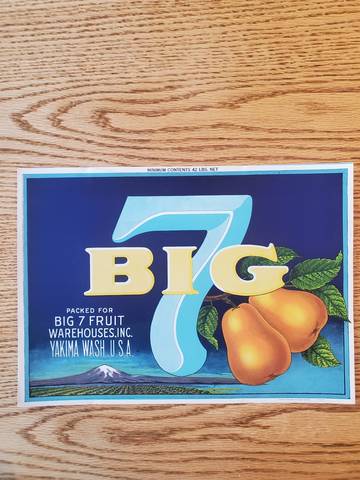 MINIMUM CONTENTS 42 LBS. NET
BIG 7
PACKED FOR
BIG 7 FRUIT
WAREHOUSES, INC.
YAKIMA WASH. U.S.A.